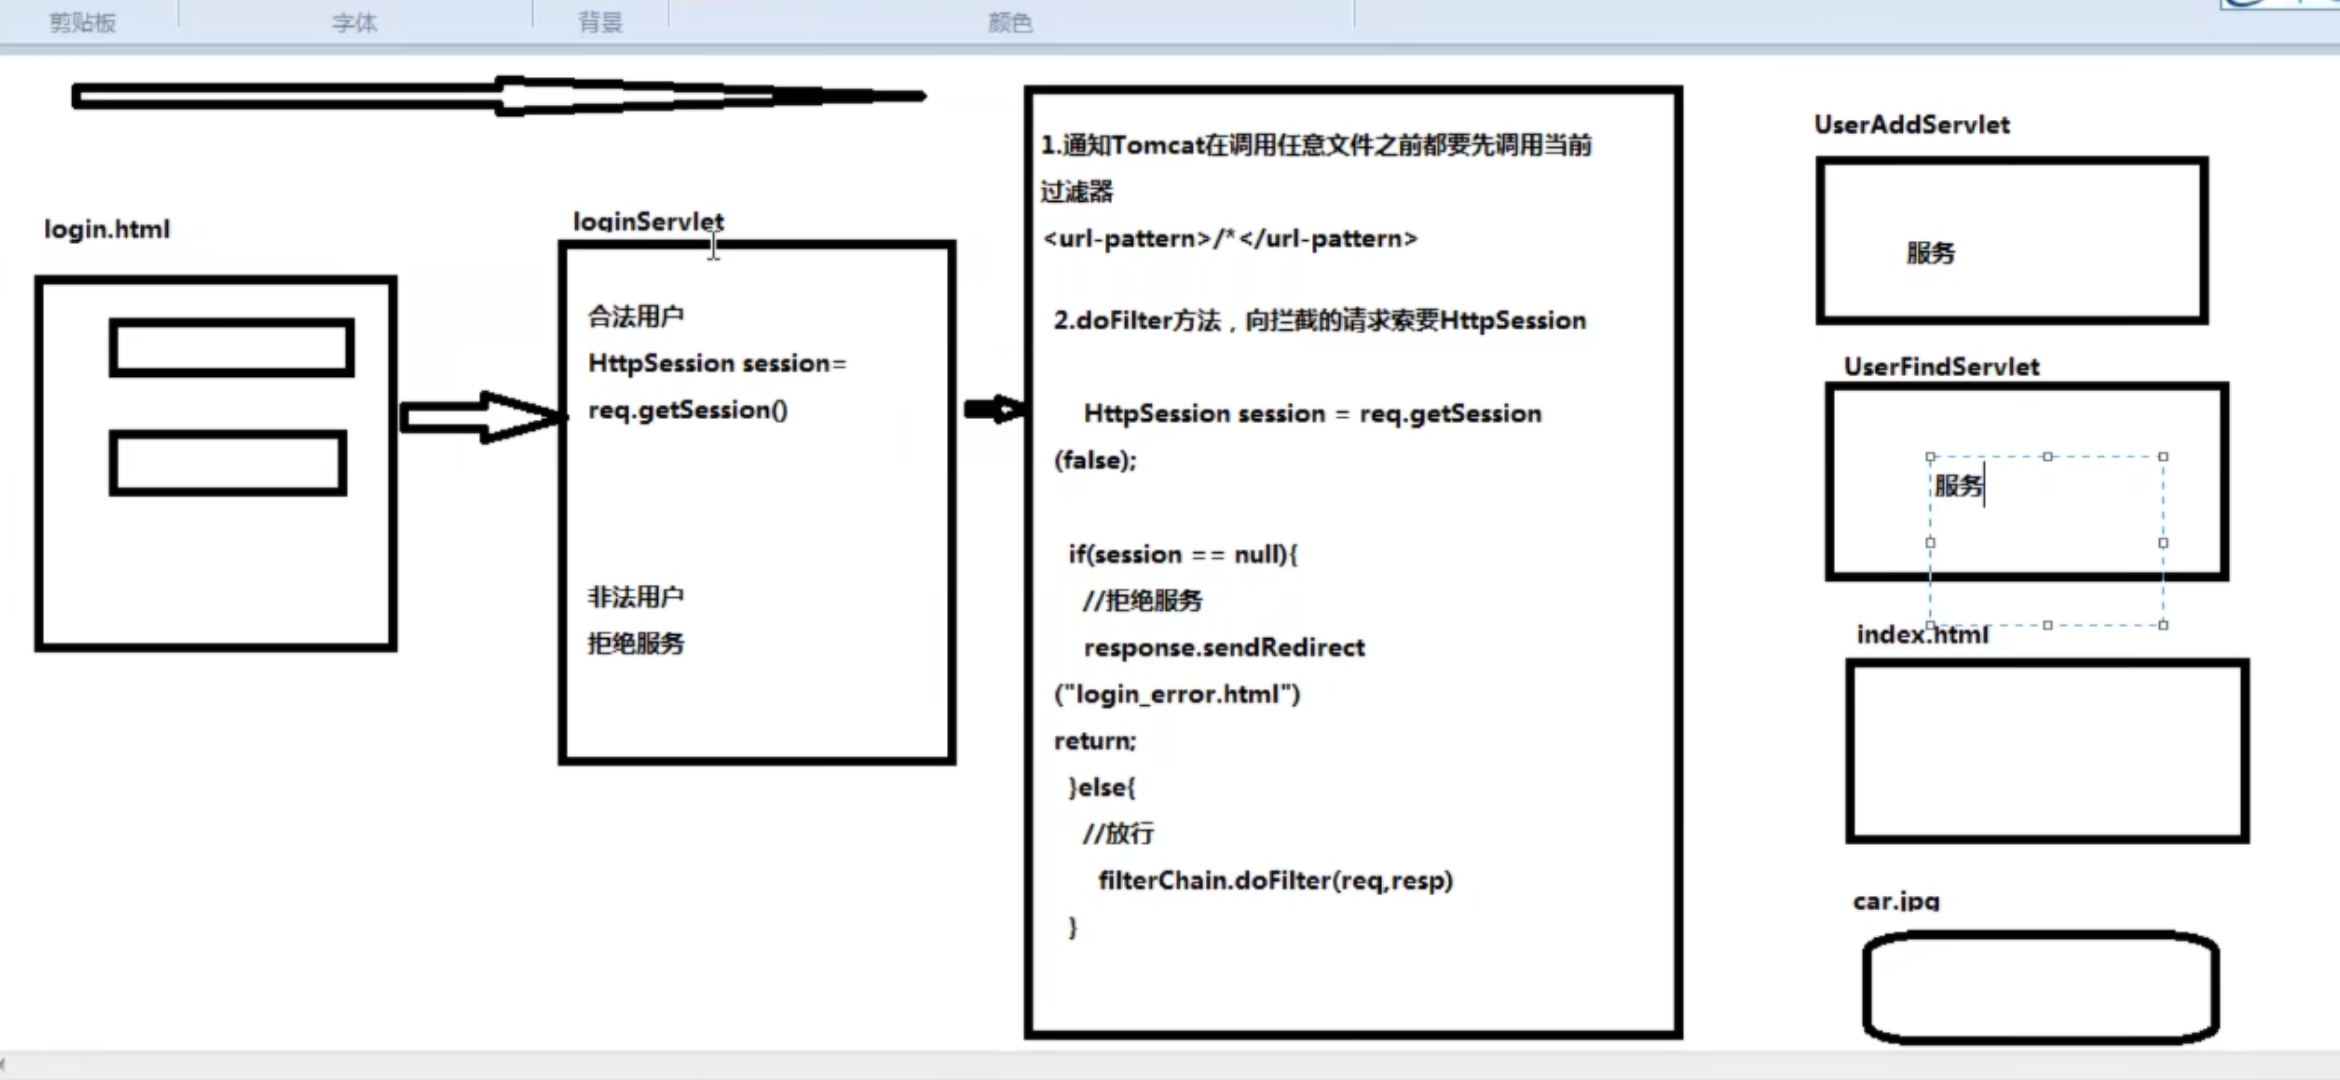 剪贴板
字体
背景
颜色
login.html
loginServlet
合法用户
HttpSession session=
req.getSession()
非法用户
拒绝服务
1.通知Tomcat在调用任意文件之前都要先调用当前
过滤器
<url-pattern>/*</url-pattern>
2.doFilter方法，向拦截的请求索要HttpSession
HttpSession session = req.getSession
(false);
if(session == null){
//拒绝服务
response.sendRedirect
("login_error.html")
return;
}else{
//放行
filterChain.doFilter(req,resp)
}
UserAddServlet
服务
UserFindServlet
服务
index.html
car.jpg